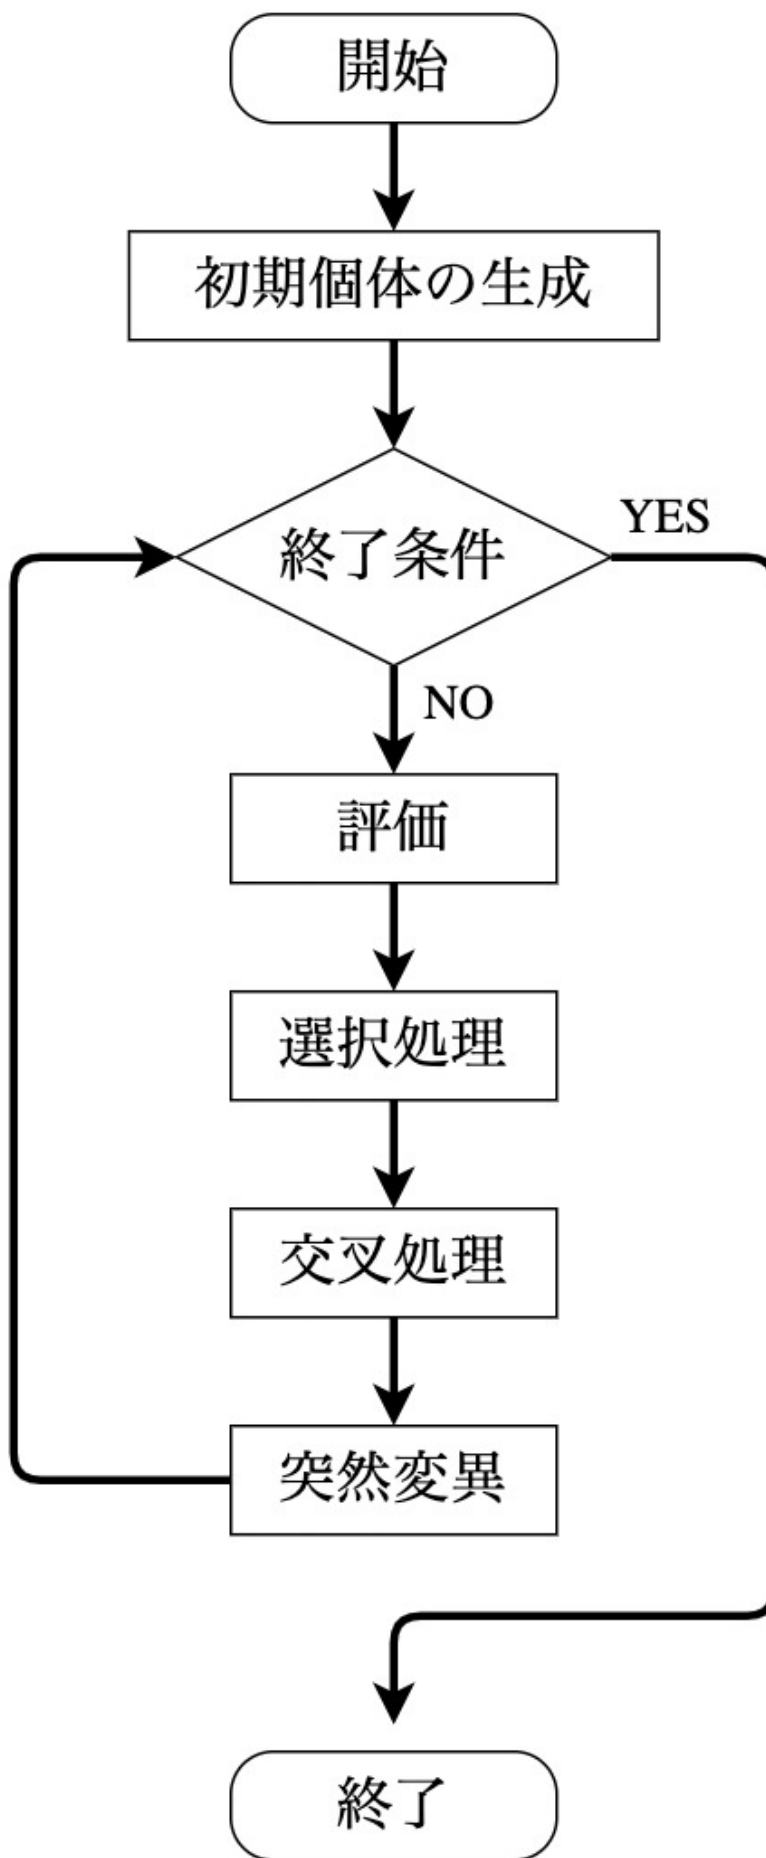 開始
初期個体の生成
終了条件
YES
NO
評価
選択処理
交叉処理
突然変異
終了